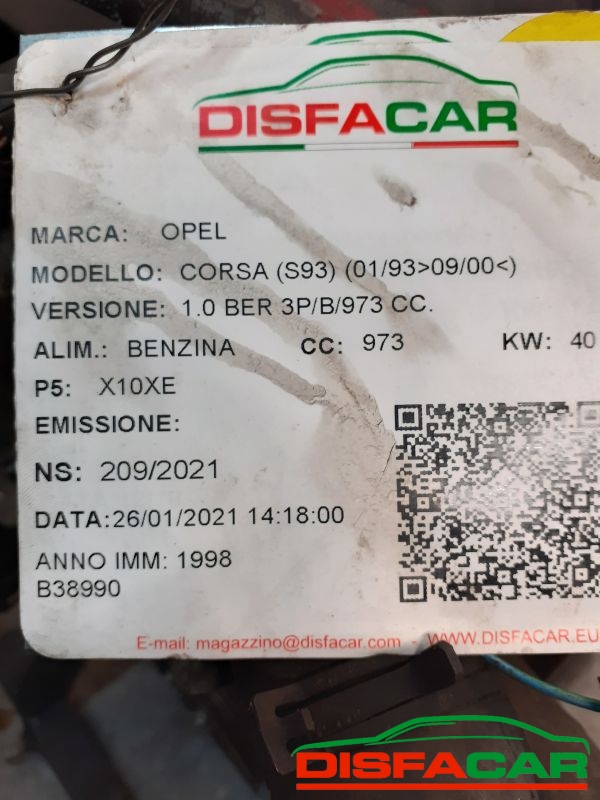 DISFACAR
MARCA: OPEL
MODELLO: CORSA (S93) (01/93>09/00<)
VERSIONE: 1.0 BER 3P/B/973 CC.
ALIM.: BENZINA CC: 973 KW: 40
P5: X10XE
EMISSIONE:
NS: 209/2021
DATA:26/01/2021 14:18:00
ANNO IMM: 1998
B38990
E-mail: magazzino@disfacar.com - WWW.DISFACAR.EU
DISFACAR